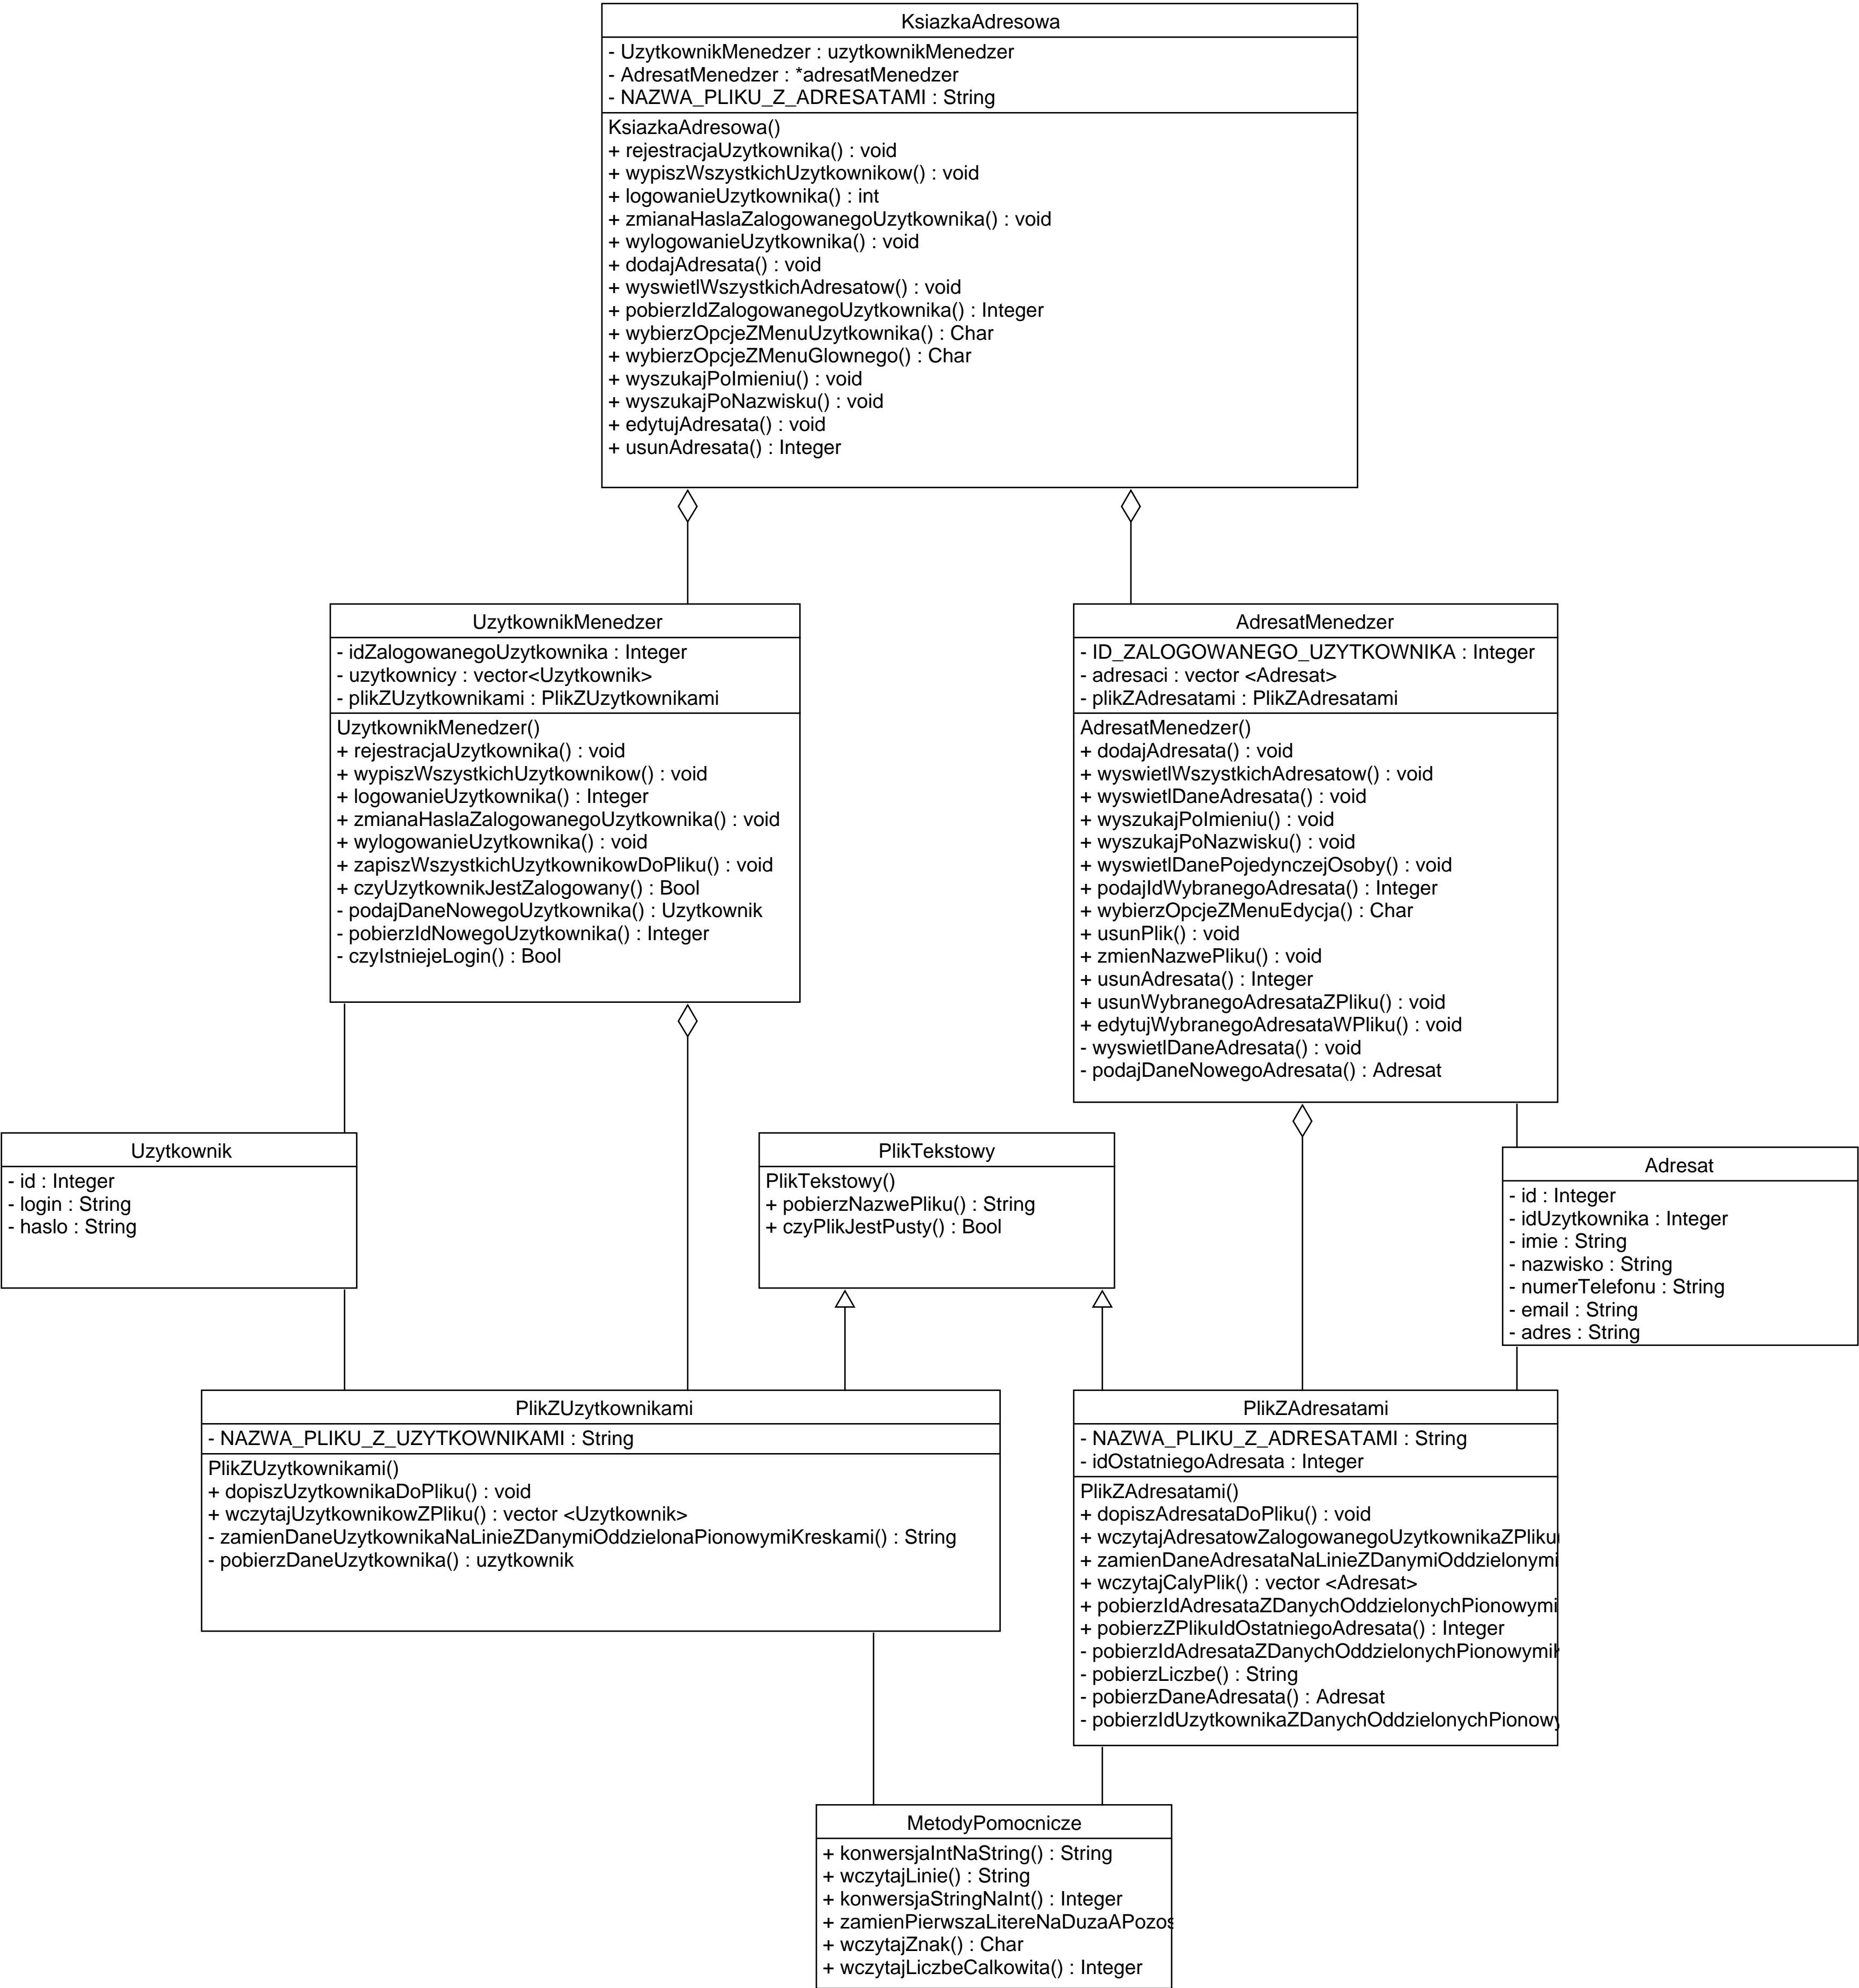 KsiazkaAdresowa
- UzytkownikMenedzer : uzytkownikMenedzer
- AdresatMenedzer : *adresatMenedzer
- NAZWA_PLIKU_Z_ADRESATAMI : String
KsiazkaAdresowa()
+ rejestracjaUzytkownika() : void
+ wypiszWszystkichUzytkownikow() : void
+ logowanieUzytkownika() : int
+ zmianaHaslaZalogowanegoUzytkownika() : void
+ wylogowanieUzytkownika() : void
+ dodajAdresata() : void
+ wyswietlWszystkichAdresatow() : void
+ pobierzIdZalogowanegoUzytkownika() : Integer
+ wybierzOpcjeZMenuUzytkownika() : Char
+ wybierzOpcjeZMenuGlownego() : Char
+ wyszukajPoImieniu() : void
+ wyszukajPoNazwisku() : void
+ edytujAdresata() : void
+ usunAdresata() : Integer
UzytkownikMenedzer
- idZalogowanegoUzytkownika : Integer
- uzytkownicy : vector<Uzytkownik>
- plikZUzytkownikami : PlikZUzytkownikami
UzytkownikMenedzer()
+ rejestracjaUzytkownika() : void
+ wypiszWszystkichUzytkownikow() : void
+ logowanieUzytkownika() : Integer
+ zmianaHaslaZalogowanegoUzytkownika() : void
+ wylogowanieUzytkownika() : void
+ zapiszWszystkichUzytkownikowDoPliku() : void
+ czyUzytkownikJestZalogowany() : Bool
- podajDaneNowegoUzytkownika() : Uzytkownik
- pobierzIdNowegoUzytkownika() : Integer
- czyIstniejeLogin() : Bool
AdresatMenedzer
- ID_ZALOGOWANEGO_UZYTKOWNIKA : Integer
- adresaci : vector <Adresat>
- plikZAdresatami : PlikZAdresatami
AdresatMenedzer()
+ dodajAdresata() : void
+ wyswietlWszystkichAdresatow() : void
+ wyswietlDaneAdresata() : void
+ wyszukajPoImieniu() : void
+ wyszukajPoNazwisku() : void
+ wyswietlDanePojedynczejOsoby() : void
+ podajIdWybranegoAdresata() : Integer
+ wybierzOpcjeZMenuEdycja() : Char
+ usunPlik() : void
+ zmienNazwePliku() : void
+ usunAdresata() : Integer
+ usunWybranegoAdresataZPliku() : void
+ edytujWybranegoAdresataWPliku() : void
- wyswietlDaneAdresata() : void
- podajDaneNowegoAdresata() : Adresat
Uzytkownik
- id : Integer
- login : String
- haslo : String
PlikTekstowy
PlikTekstowy()
+ pobierzNazwePliku() : String
+ czyPlikJestPusty() : Bool
Adresat
- id : Integer
- idUzytkownika : Integer
- imie : String
- nazwisko : String
- numerTelefonu : String
- email : String
- adres : String
PlikZUzytkownikami
- NAZWA_PLIKU_Z_UZYTKOWNIKAMI : String
PlikZUzytkownikami()
+ dopiszUzytkownikaDoPliku() : void
+ wczytajUzytkownikowZPliku() : vector <Uzytkownik>
- zamienDaneUzytkownikaNaLinieZDanymiOddzielonaPionowymiKreskami() : String
- pobierzDaneUzytkownika() : uzytkownik
PlikZAdresatami
- NAZWA_PLIKU_Z_ADRESATAMI : String
- idOstatniegoAdresata : Integer
PlikZAdresatami()
+ dopiszAdresataDoPliku() : void
+ wczytajAdresatowZalogowanegoUzytkownikaZPliku
+ zamienDaneAdresataNaLinieZDanymiOddzielonymi
+ wczytajCalyPlik() : vector <Adresat>
+ pobierzIdAdresataZDanychOddzielonychPionowymi
+ pobierzZPlikuIdOstatniegoAdresata() : Integer
- pobierzIdAdresataZDanychOddzielonychPionowymi
- pobierzLiczbe() : String
- pobierzDaneAdresata() : Adresat
- pobierzIdUzytkownikaZDanychOddzielonychPionowy
MetodyPomocnicze
+ konwersjaIntNaString() : String
+ wczytajLinie() : String
+ konwersjaStringNaInt() : Integer
+ zamienPierwszaLitereNaDuzaAPozos
+ wczytajZnak() : Char
+ wczytajLiczbeCalkowita() : Integer